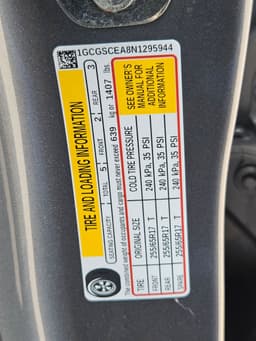 1GCGSCEA8N1295944
TIRE AND LOADING INFORMATION
SEATING CAPACITY TOTAL 5 FRONT 2 REAR 3
The combined weight of occupants and cargo must never exceed 639 kg or 1407 lbs.
TIRE ORIGINAL SIZE COLD TIRE PRESSURE
FRONT 255/65R17 T 240 kPa, 35 PSI
REAR 255/65R17 T 240 kPa, 35 PSI
SPARE 255/65R17 T 240 kPa, 35 PSI
SEE OWNER'S
MANUAL FOR
ADDITIONAL
INFORMATION